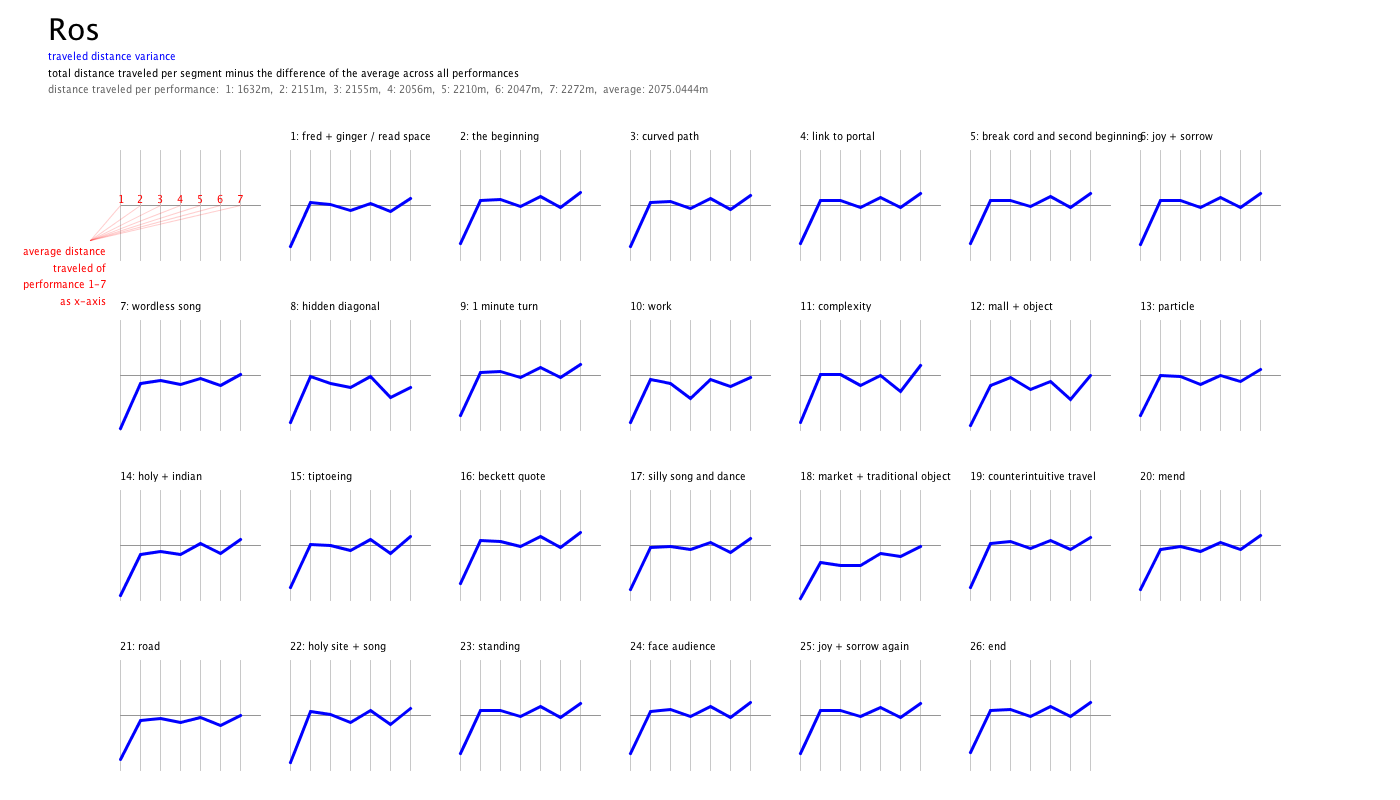 Ros
traveled distance variance
total distance traveled per segment minus the difference of the average across all performances
distance traveled per performance:  1: 1632m,  2: 2151m,  3: 2155m,  4: 2056m,  5: 2210m,  6: 2047m,  7: 2272m,  average: 2075.0444m
1: fred + ginger / read space
2: the beginning
3: curved path
4: link to portal
5: break cord and second beginning
6: joy + sorrow
1 2 3 4 5 6 7
average distance
traveled of
performance 1-7
as x-axis
7: wordless song
8: hidden diagonal
9: 1 minute turn
10: work
11: complexity
12: mall + object
13: particle
14: holy + indian
15: tiptoeing
16: beckett quote
17: silly song and dance
18: market + traditional object
19: counterintuitive travel
20: mend
21: road
22: holy site + song
23: standing
24: face audience
25: joy + sorrow again
26: end